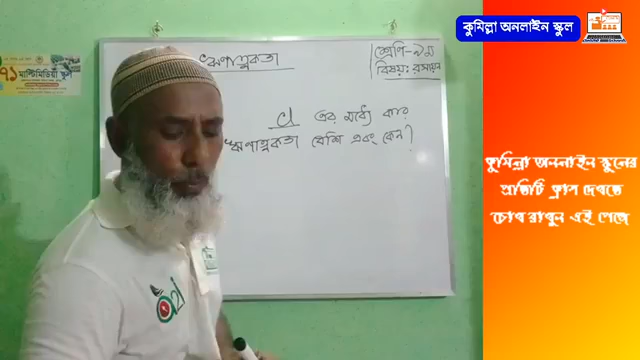 কুমিল্লা অনলাইন স্কুল
৭১ মাল্টিমিডিয়া স্কুল
ঋণাত্মকতা
শ্রেণি-৯ম
বিষয়: রসায়ন
Cl এর মধ্যে কার
ঋণাত্মকতা বেশি এবং কেন?
কুমিল্লা অনলাইন স্কুলের
প্রতিটি ক্লাস দেখতে
চোখ রাখুন এই পেজে
a2i